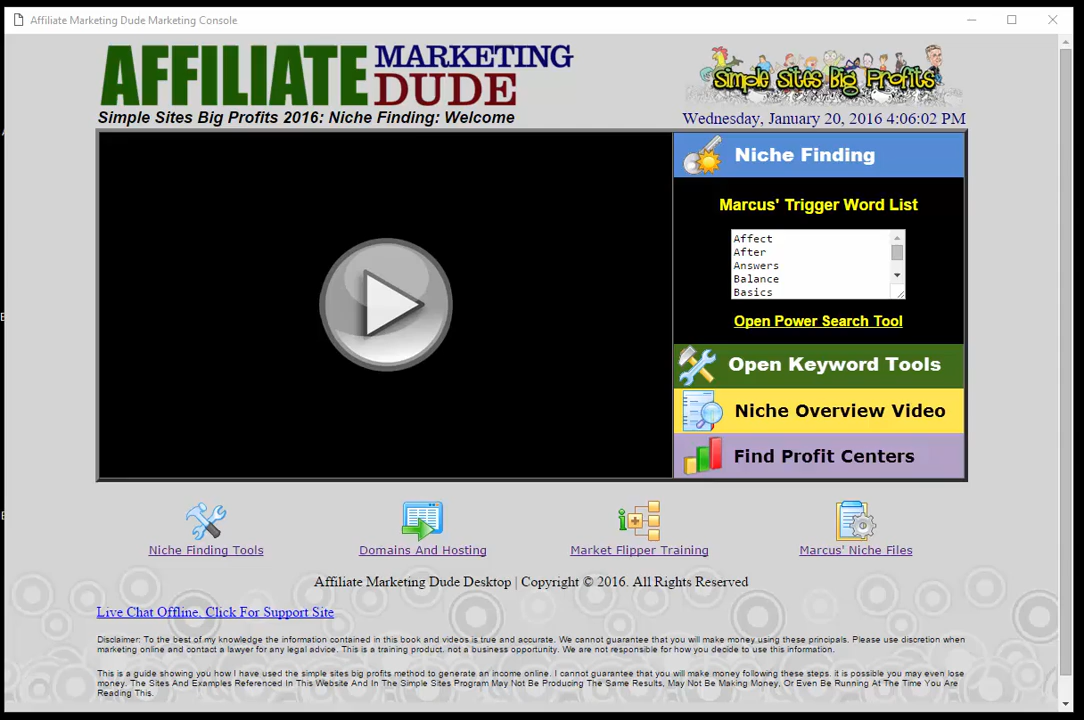 Affiliate Marketing Dude Marketing Console
AFFILIATE MARKETING DUDE
Simple Sites Big Profits
Simple Sites Big Profits 2016: Niche Finding: Welcome
Wednesday, January 20, 2016 4:06:02 PM
Niche Finding
Marcus' Trigger Word List
Affect
After
Answers
Balance
Basics
Open Power Search Tool
Open Keyword Tools
Niche Overview Video
Find Profit Centers
Niche Finding Tools
Domains And Hosting
Market Flipper Training
Marcus' Niche Files
Affiliate Marketing Dude Desktop | Copyright © 2016. All Rights Reserved
Live Chat Offline. Click For Support Site
Disclaimer: To the best of my knowledge the information contained in this book and videos is true and accurate. We cannot guarantee that you will make money using these principals. Please use discretion when
marketing online and contact a lawyer for any legal advice. This is a training product. not a business opportunity. We are not responsible for how you decide to use this information.
This is a guide showing you how I have used the simple sites big profits method to generate an income online. I cannot guarantee that you will make money following these steps. it is possible you may even lose
money. The Sites And Examples Referenced In This Website And In The Simple Sites Program May Not Be Producing The Same Results, May Not Be Making Money, Or Even Be Running At The Time You Are
Reading This.